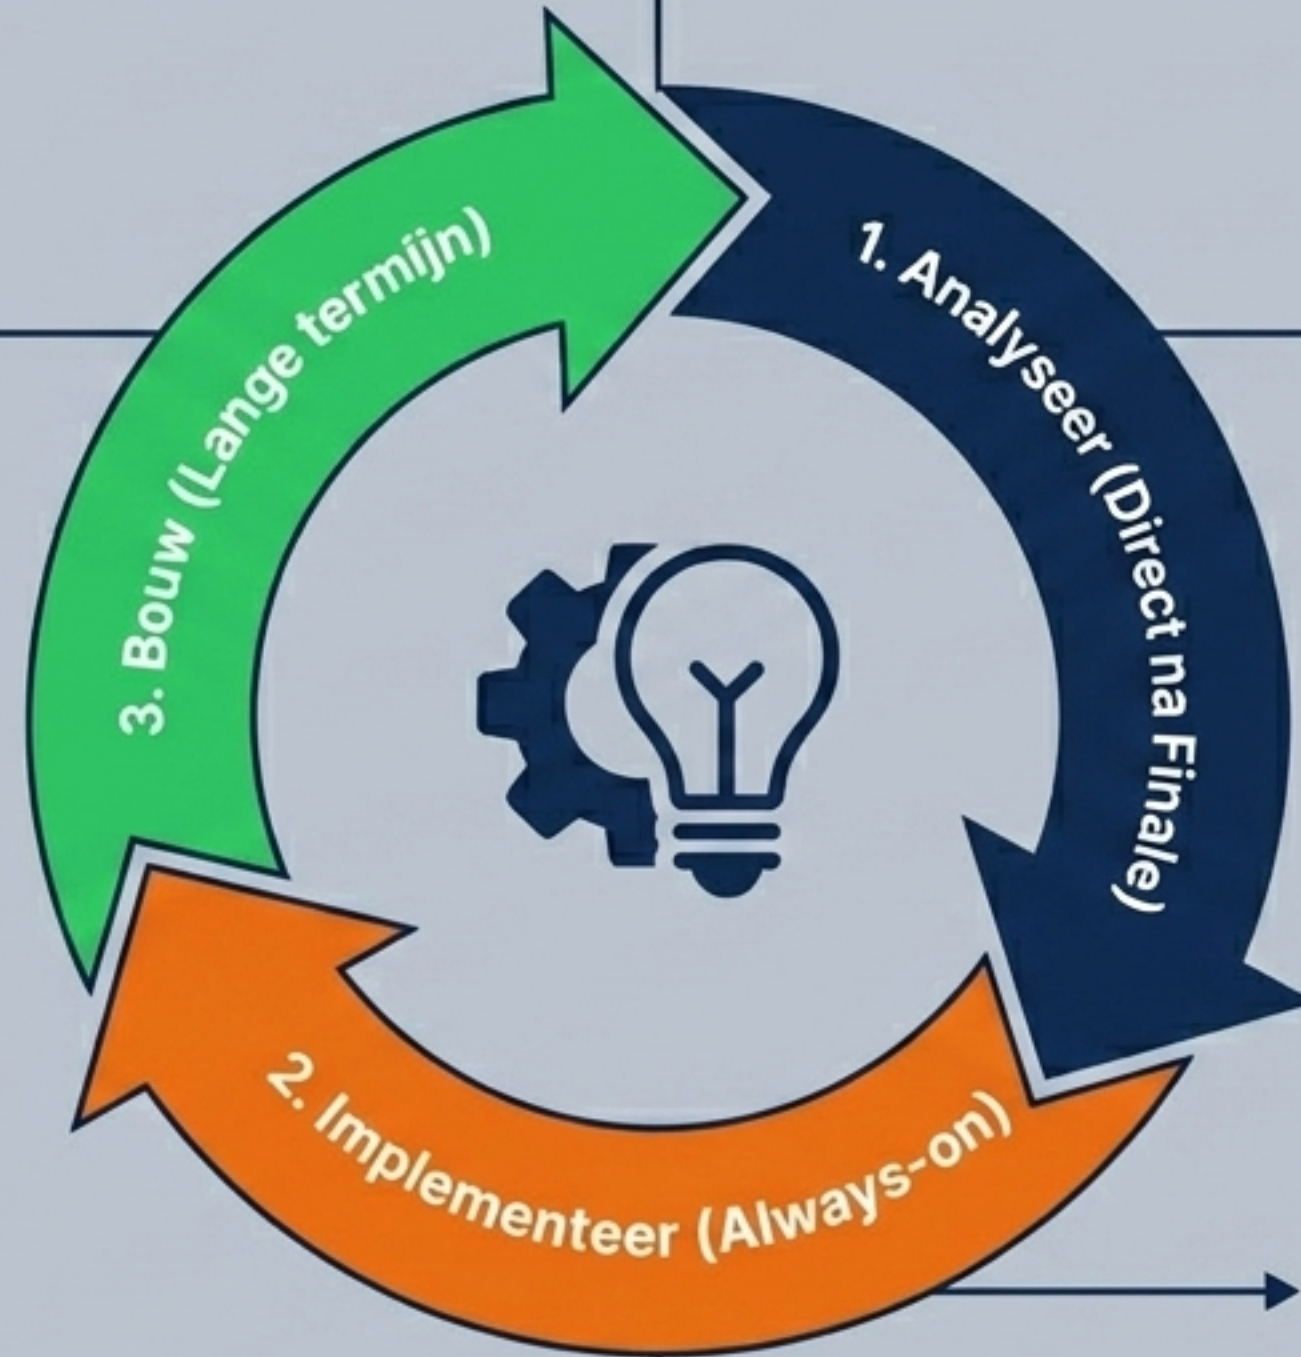 1. Analyseer (Direct na Finale)
2. Implementeer (Always-on)
3. Bouw (Lange termijn)